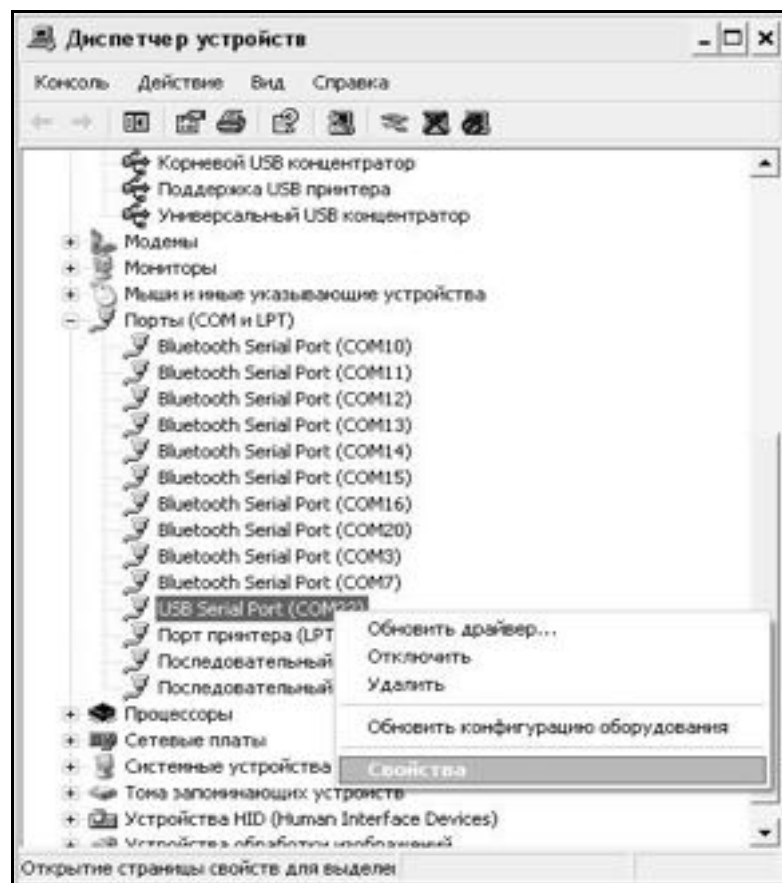 Диспетчер устройств
Консоль Действие Вид Справка
Корневой USB концентратор
Поддержка USB принтера
Универсальный USB концентратор
Модемы
Мониторы
Мыши и иные указывающие устройства
Порты (COM и LPT)
Bluetooth Serial Port (COM10)
Bluetooth Serial Port (COM11)
Bluetooth Serial Port (COM12)
Bluetooth Serial Port (COM13)
Bluetooth Serial Port (COM14)
Bluetooth Serial Port (COM15)
Bluetooth Serial Port (COM16)
Bluetooth Serial Port (COM20)
Bluetooth Serial Port (COM3)
Bluetooth Serial Port (COM7)
USB Serial Port
Порт принтера (LPT
Последовательный
Последовательный
Обновить драйвер...
Отключить
Удалить
Обновить конфигурацию оборудования
Свойства
Процессоры
Сетевые платы
Системные устройства
Тома запоминающих устройств
Устройства HID (Human Interface Devices)
Устройства обработки изображений
Открытие страницы свойств для выделе